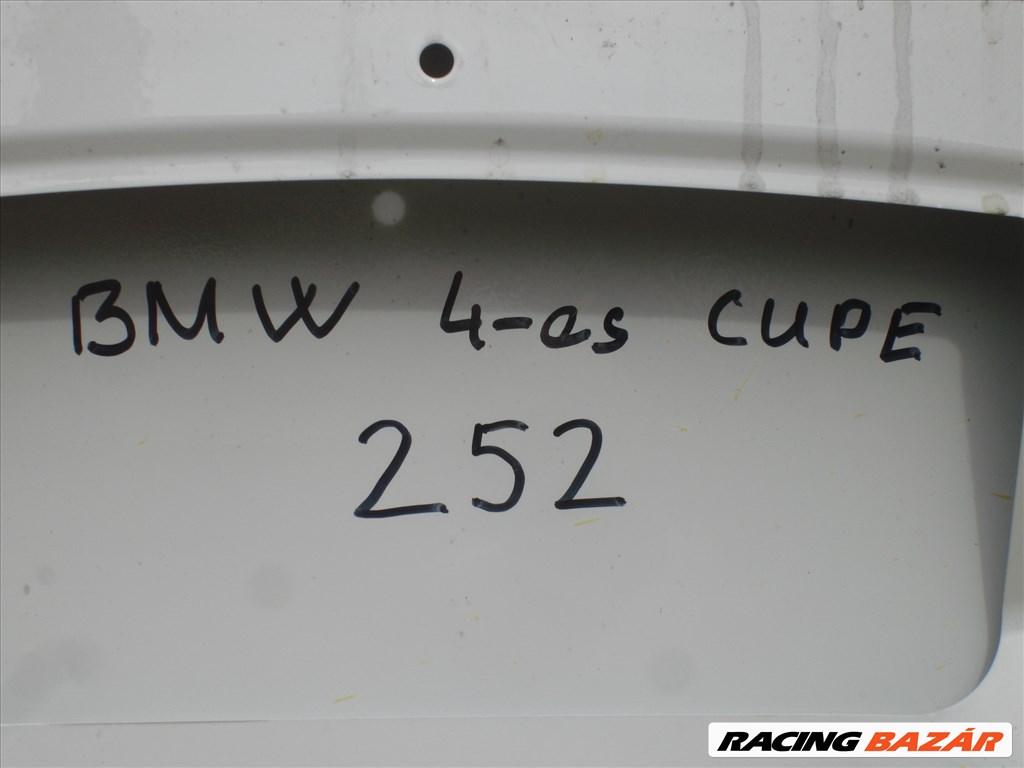 BMW 4-es CUPE
252
RACING BAZÁR